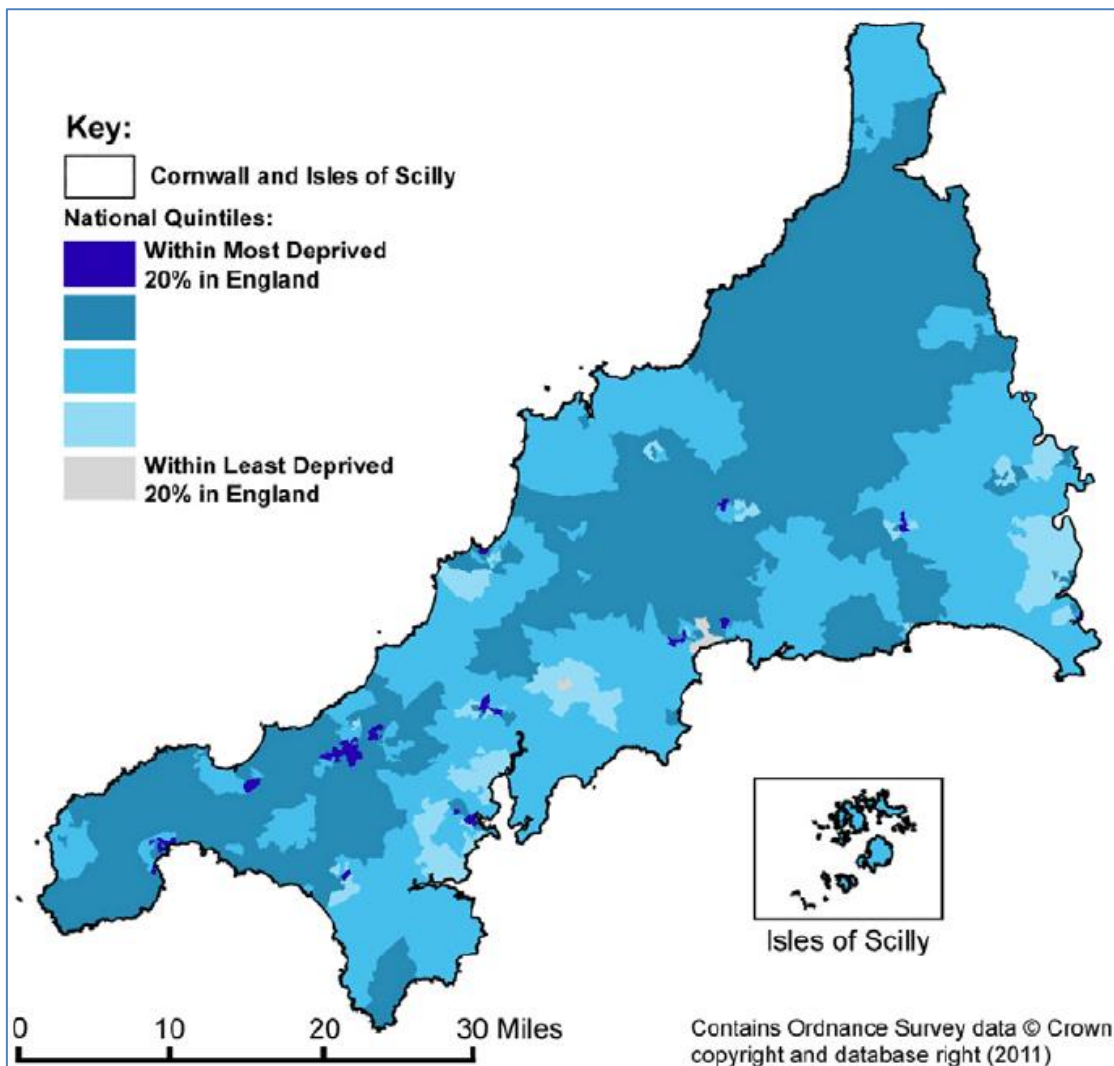 Key:
Cornwall and Isles of Scilly
National Quintiles:
Within Most Deprived
20% in England
Within Least Deprived
20% in England
Isles of Scilly
0 10 20 30 Miles
Contains Ordnance Survey data © Crown
copyright and database right (2011)